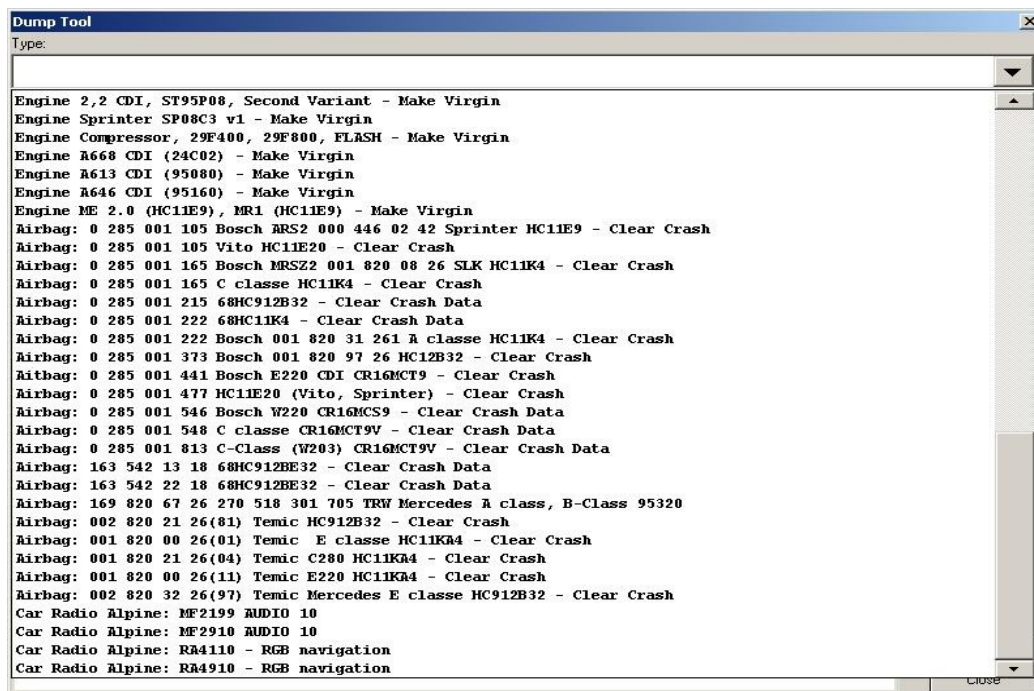 Dump Tool
Type:
Engine 2,2 CDI, ST95P08, Second Variant - Make Virgin
Engine Sprinter SP08C3 v1 - Make Virgin
Engine Compressor, 29F400, 29F800, FLASH - Make Virgin
Engine A668 CDI (24C02) - Make Virgin
Engine A613 CDI (95080) - Make Virgin
Engine A646 CDI (95160) - Make Virgin
Engine ME 2.0 (HC11E9), MR1 (HC11E9) - Make Virgin
Airbag: 0 285 001 105 Bosch ARS2 000 446 02 42 Sprinter HC11E9 - Clear Crash
Airbag: 0 285 001 105 Vito HC11E20 - Clear Crash
Airbag: 0 285 001 165 Bosch MRSZ2 001 820 08 26 SLK HC11K4 - Clear Crash
Airbag: 0 285 001 165 C classe HC11K4 - Clear Crash
Airbag: 0 285 001 215 68HC912B32 - Clear Crash Data
Airbag: 0 285 001 222 68HC11K4 - Clear Crash Data
Airbag: 0 285 001 222 Bosch 001 820 31 261 A classe HC11K4 - Clear Crash
Airbag: 0 285 001 373 Bosch 001 820 97 26 HC12B32 - Clear Crash
Aitbag: 0 285 001 441 Bosch E220 CDI CR16MCT9 - Clear Crash
Airbag: 0 285 001 477 HC11E20 (Vito, Sprinter) - Clear Crash
Airbag: 0 285 001 546 Bosch W220 CR16MCS9 - Clear Crash Data
Airbag: 0 285 001 548 C classe CR16MCT9V - Clear Crash Data
Airbag: 0 285 001 813 C-Class (W203) CR16MCT9V - Clear Crash Data
Airbag: 163 542 13 18 68HC912BE32 - Clear Crash Data
Airbag: 163 542 22 18 68HC912BE32 - Clear Crash Data
Airbag: 169 820 67 26 270 518 301 705 TRW Mercedes A class, B-Class 95320
Airbag: 002 820 21 26(81) Temic HC912B32 - Clear Crash
Airbag: 001 820 00 26(01) Temic  E classe HC11KA4 - Clear Crash
Airbag: 001 820 21 26(04) Temic C280 HC11KA4 - Clear Crash
Airbag: 001 820 00 26(11) Temic E220 HC11KA4 - Clear Crash
Airbag: 002 820 32 26(97) Temic Mercedes E classe HC912B32 - Clear Crash
Car Radio Alpine: MF2199 AUDIO 10
Car Radio Alpine: MF2910 AUDIO 10
Car Radio Alpine: RA4110 - RGB navigation
Car Radio Alpine: RA4910 - RGB navigation
Close